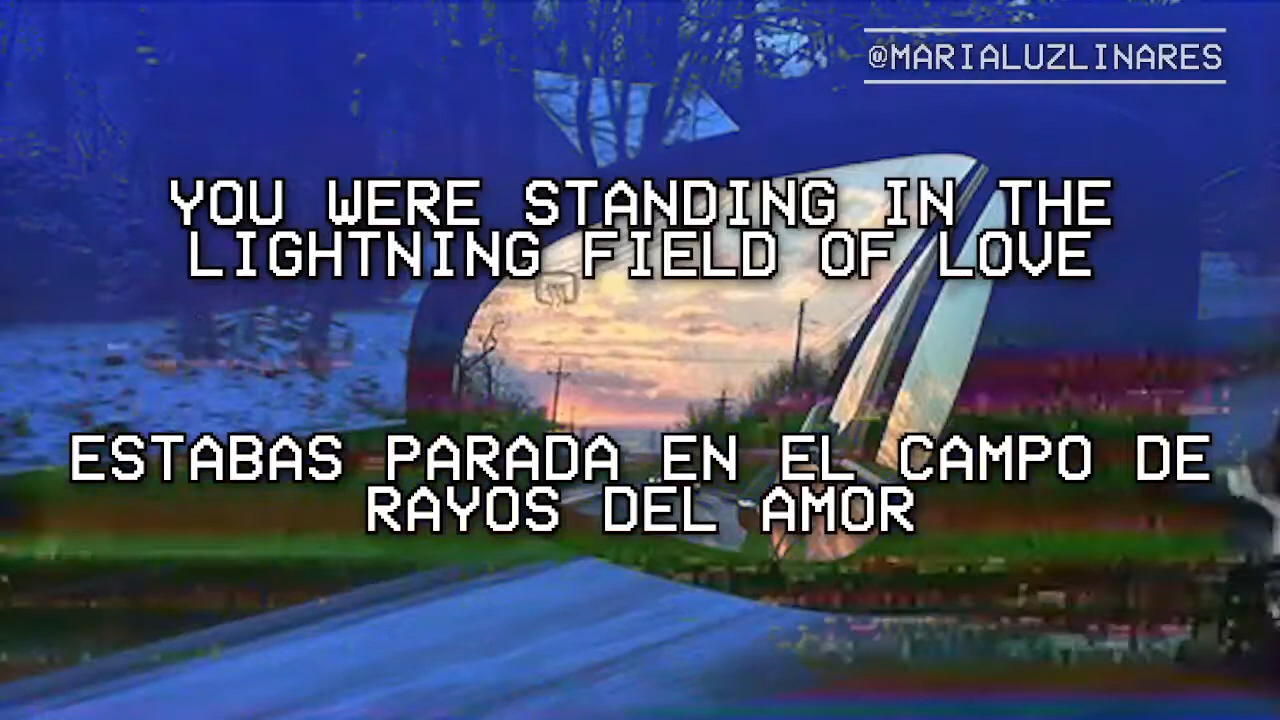 @MARIALUZLINARES
YOU WERE STANDING IN THE
LIGHTNING FIELD OF LOVE
ESTABAS PARADA EN EL CAMPO DE
RAYOS DEL AMOR